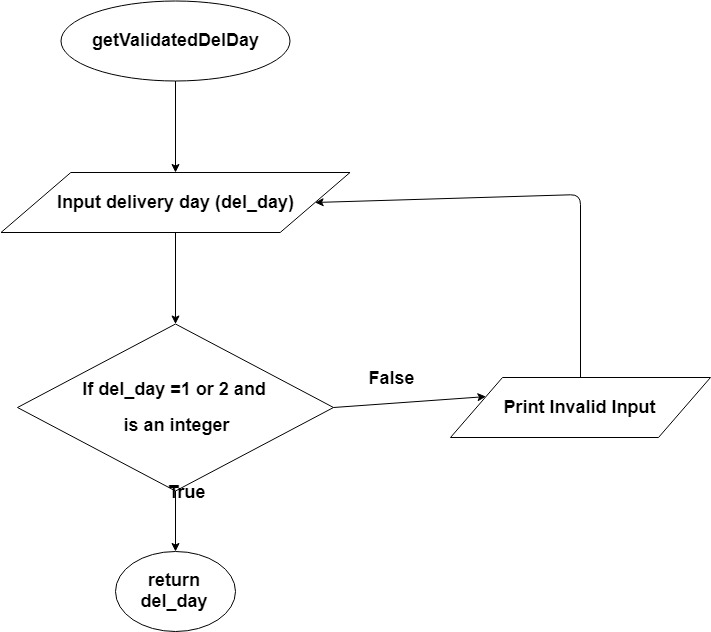 getValidatedDelDay
Input delivery day (del_day)
If del_day =1 or 2 and
is an integer
False
Print Invalid Input
True
return
del_day